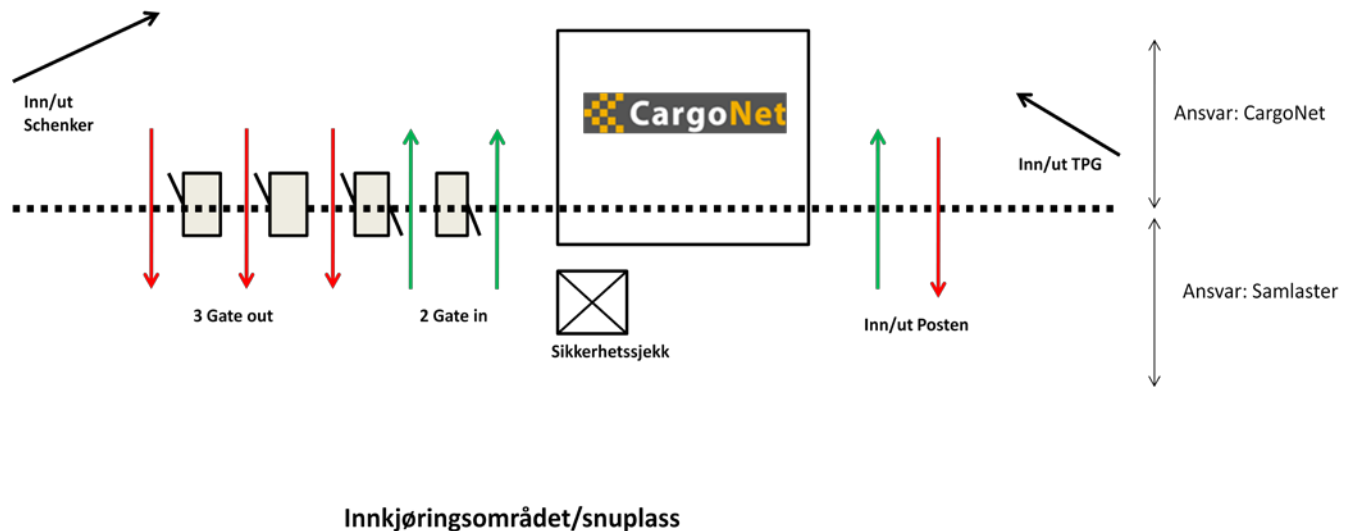 Inn/ut
Schenker
CargoNet
Ansvar: CargoNet
Inn/ut TPG
3 Gate out
2 Gate in
Sikkerhetssjekk
Inn/ut Posten
Ansvar: Samlaster
Innkjøringsområdet/snuplass